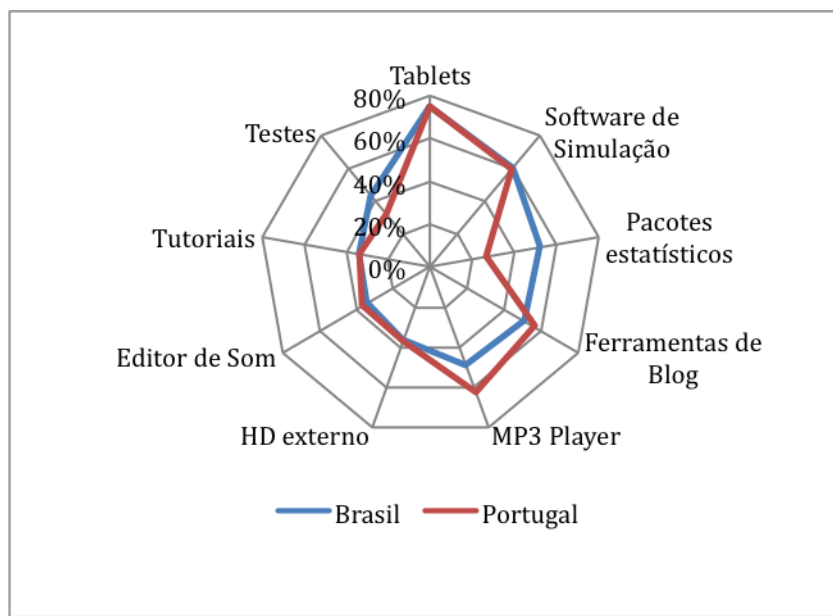 Tablets
80%
60%
40%
20%
0%
Software de
Simulação
Pacotes
estatísticos
Ferramentas de
Blog
MP3 Player
HD externo
Editor de Som
Tutoriais
Testes
Brasil
Portugal